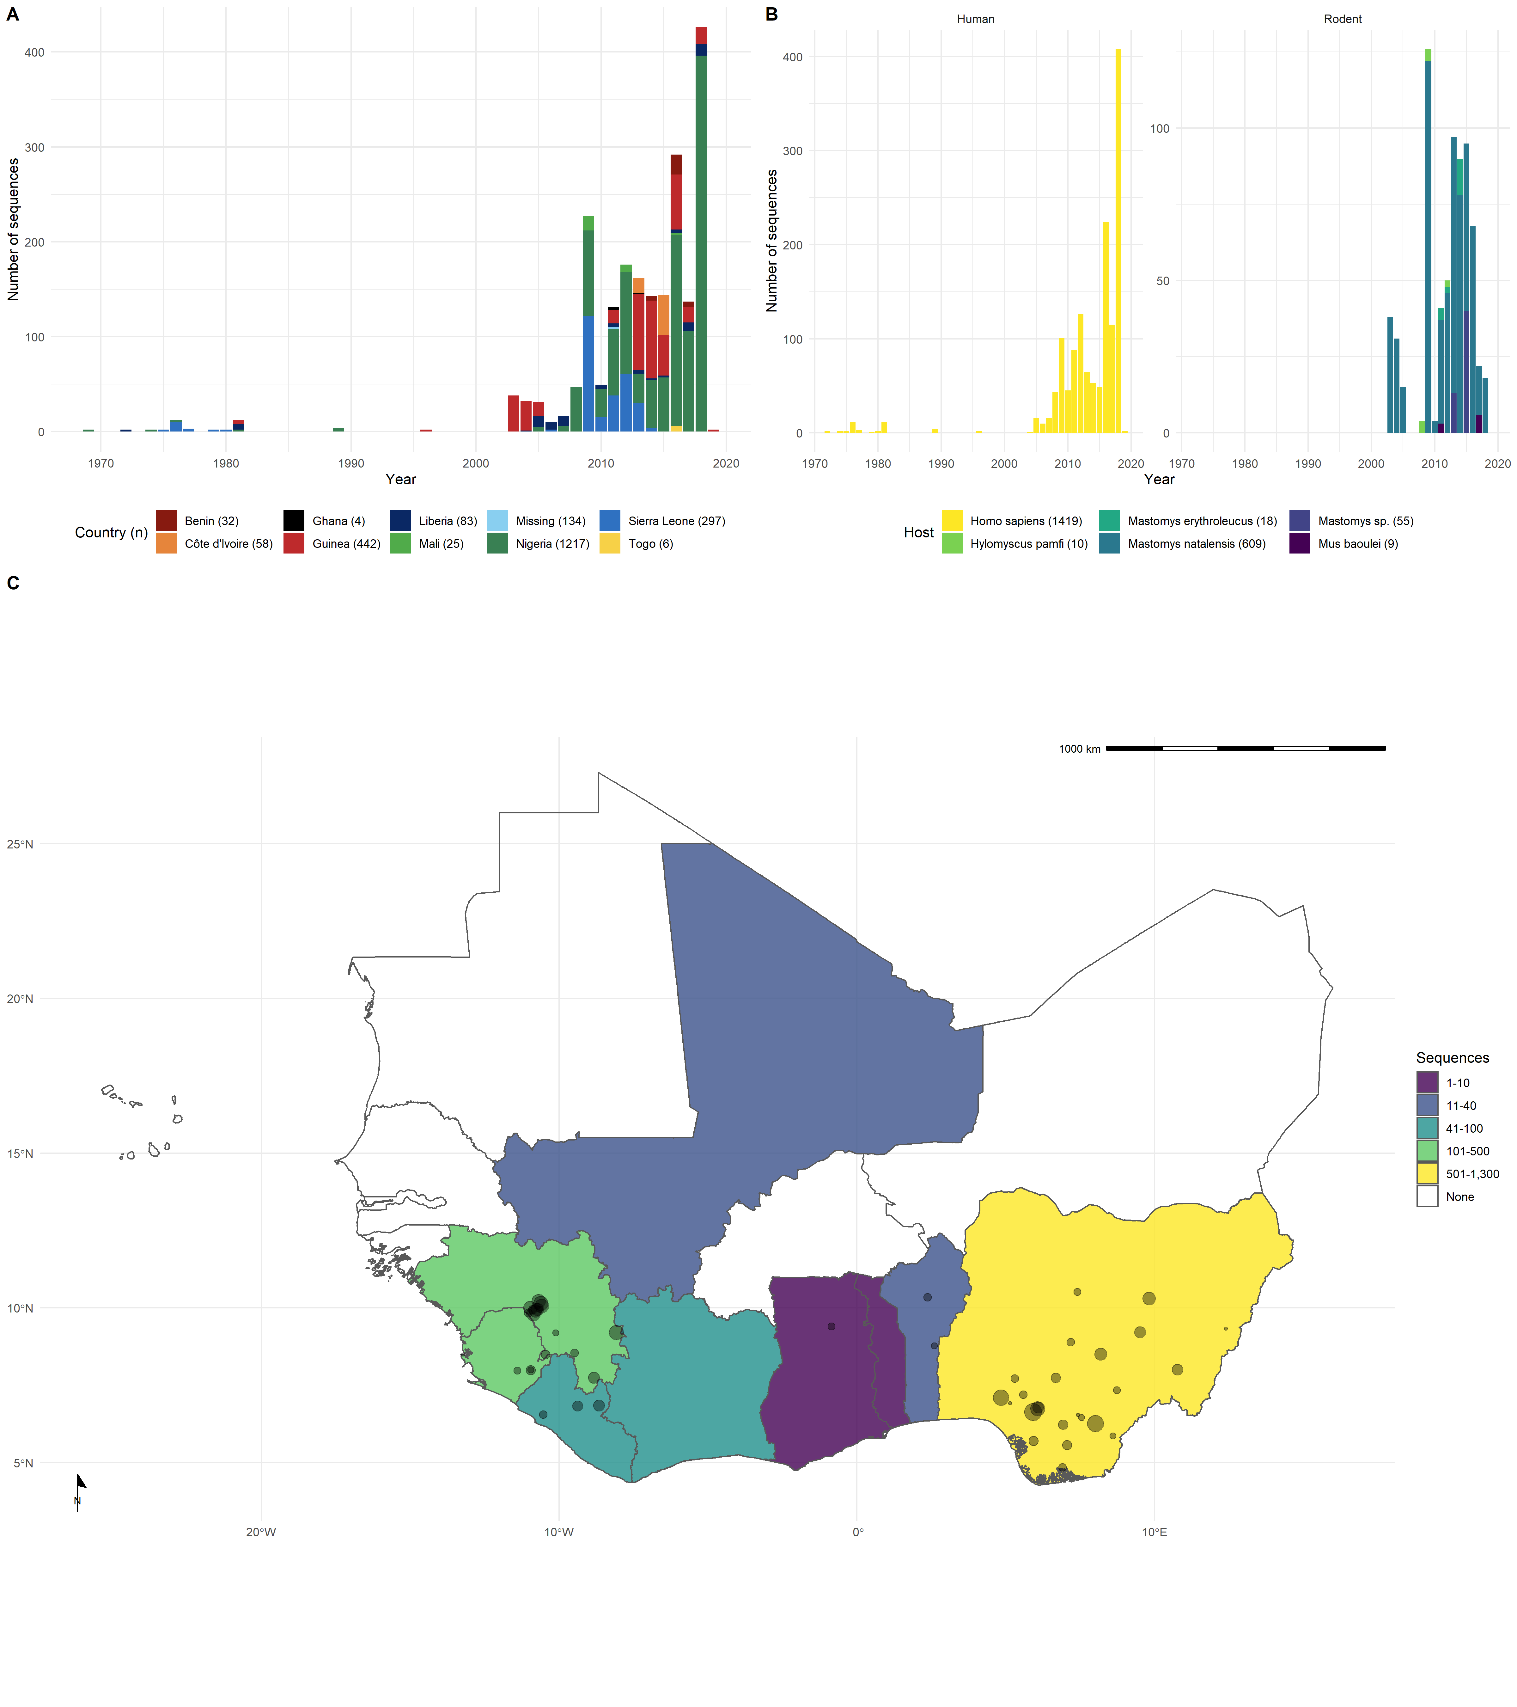 A
Number of sequences
400
300
200
100
0
1970 1980 1990 2000 2010 2020
Year
Country (n)
Benin (32) Ghana (4) Liberia (83) Missing (134) Sierra Leone (297)
Côte d'Ivoire (58) Guinea (442) Mali (25) Nigeria (1217) Togo (6)
B
Human Rodent
Number of sequences
400
300
200
100
0
100
50
0
1970 1980 1990 2000 2010 2020 1970 1980 1990 2000 2010 2020
Year
Host
Homo sapiens (1419) Mastomys erythroleucus (18) Mastomys sp. (55)
Hylomyscus pamfi (10) Mastomys natalensis (609) Mus baoulei (9)
C
1000 km
25°N
20°N
15°N
10°N
5°N
N
20°W 10°W 0° 10°E
Sequences
1-10
11-40
41-100
101-500
501-1,300
None